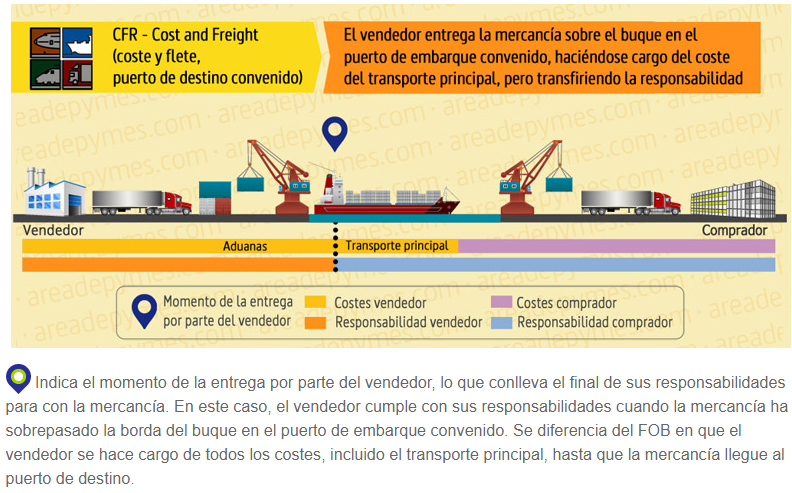 CFR - Cost and Freight
(coste y flete,
puerto de destino convenido)
El vendedor entrega la mercancía sobre el buque en el
puerto de embarque convenido, haciéndose cargo del coste
del transporte principal, pero transfiriendo la responsabilidad
Vendedor
Comprador
Aduanas
Transporte principal
Momento de la entrega
por parte del vendedor
Costes vendedor
Responsabilidad vendedor
Costes comprador
Responsabilidad comprador
Indica el momento de la entrega por parte del vendedor, lo que conlleva el final de sus responsabilidades
para con la mercancía. En este caso, el vendedor cumple con sus responsabilidades cuando la mercancía ha
sobrepasado la borda del buque en el puerto de embarque convenido. Se diferencia del FOB en que el
vendedor se hace cargo de todos los costes, incluido el transporte principal, hasta que la mercancía llegue al
puerto de destino.
areadepymes.com